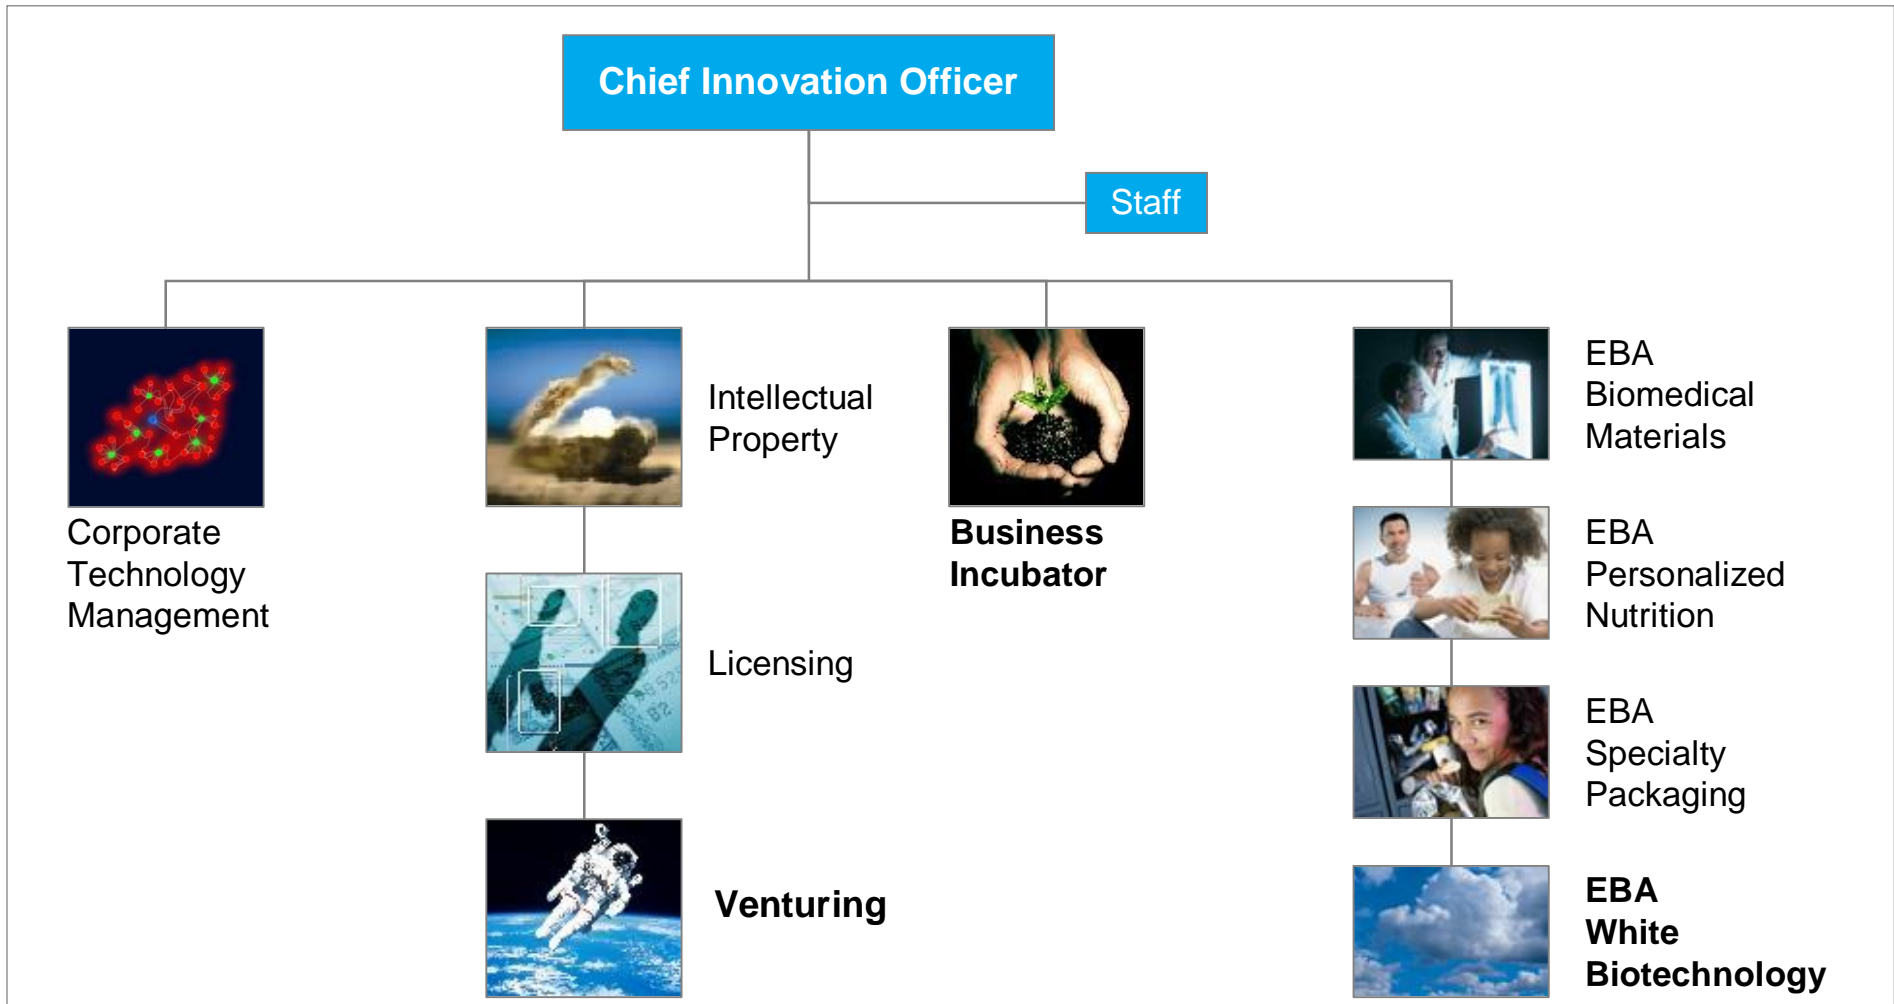 Chief Innovation Officer
Staff
Corporate
Technology
Management
Intellectual
Property
Licensing
Venturing
Business
Incubator
EBA
Biomedical
Materials
EBA
Personalized
Nutrition
EBA
Specialty
Packaging
EBA
White
Biotechnology